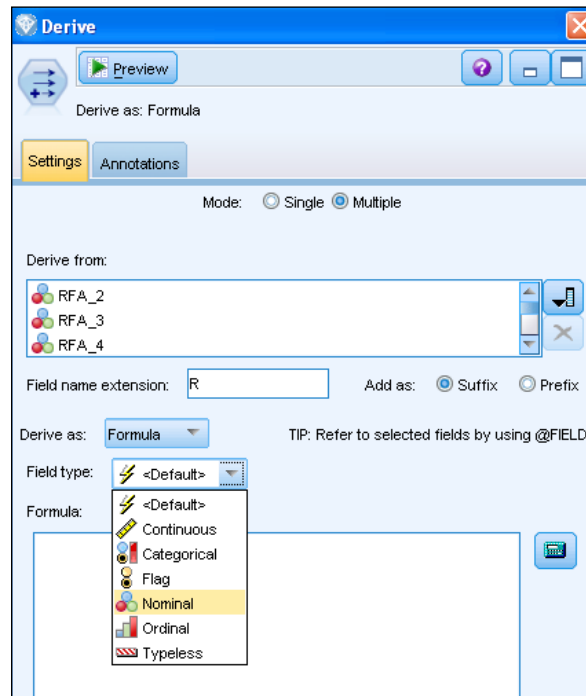 Derive
Preview
Derive as: Formula
Settings Annotations
Mode: Single Multiple
Derive from:
RFA_2
RFA_3
RFA_4
Field name extension: R Add as: Suffix Prefix
Derive as: Formula TIP: Refer to selected fields by using @FIELD
Field type: <Default>
<Default>
Formula:
Continuous
Categorical
Flag
Nominal
Ordinal
Typeless